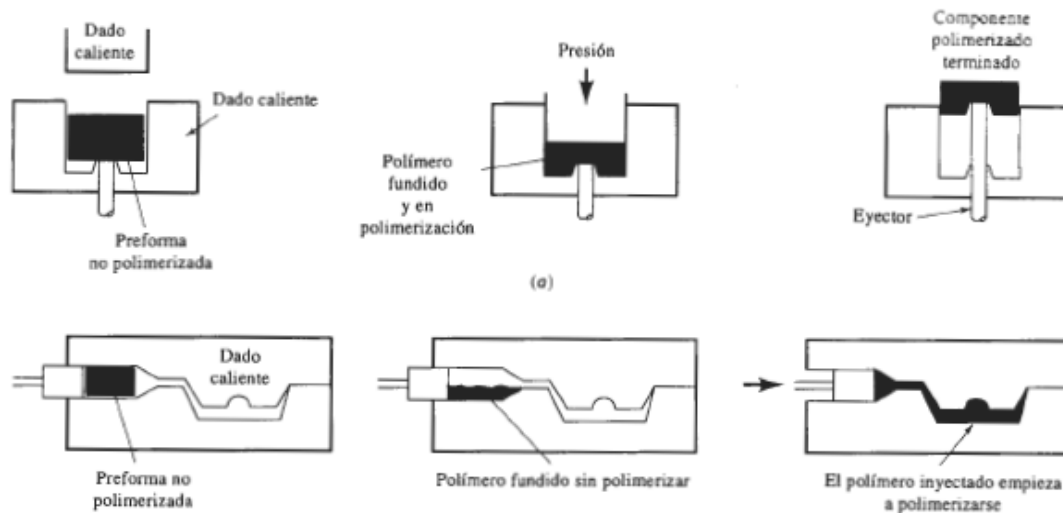 Dado
caliente
Dado caliente
Preforma
no polimerizada
Presión
Polímero
fundido
y en
polimerización
Componente
polimerizado
terminado
Eyector
(a)
Dado
caliente
Preforma no
polimerizada
Polímero fundido sin polimerizar
El polímero inyectado empieza
a polimerizarse